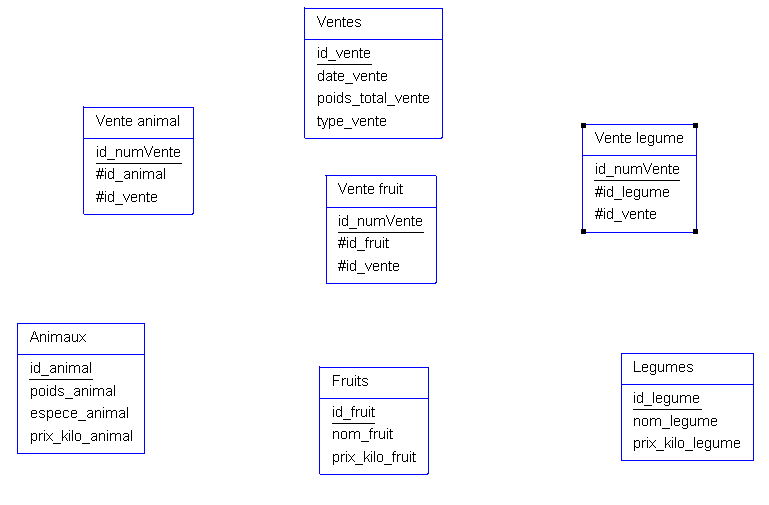 Ventes
id_vente
date_vente
poids_total_vente
type_vente
Vente animal
id_numVente
#id_animal
#id_vente
Vente fruit
id_numVente
#id_fruit
#id_vente
Vente legume
id_numVente
#id_legume
#id_vente
Animaux
id_animal
poids_animal
espece_animal
prix_kilo_animal
Fruits
id_fruit
nom_fruit
prix_kilo_fruit
Legumes
id_legume
nom_legume
prix_kilo_legume